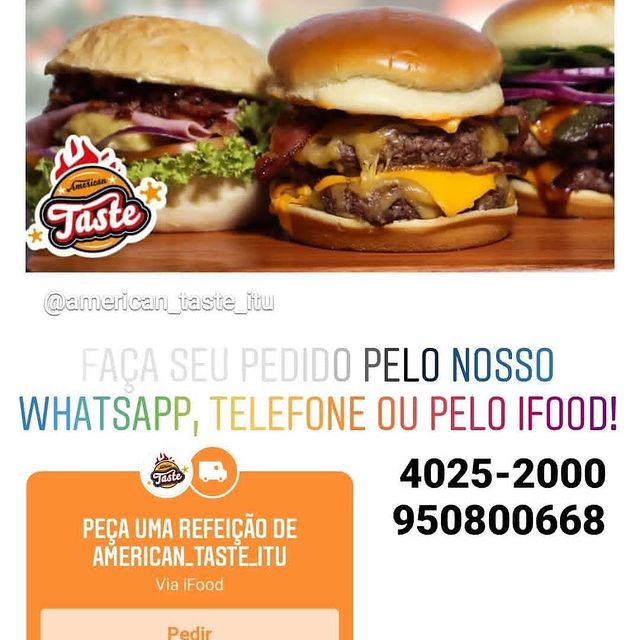 American
Taste
@american_taste_itu
FAÇA SEU PEDIDO PELO NOSSO
WHATSAPP, TELEFONE OU PELO IFOOD!
4025-2000
950800668
Taste
PEÇA UMA REFEIÇÃO DE
AMERICAN_TASTE_ITU
Via iFood
Pedir